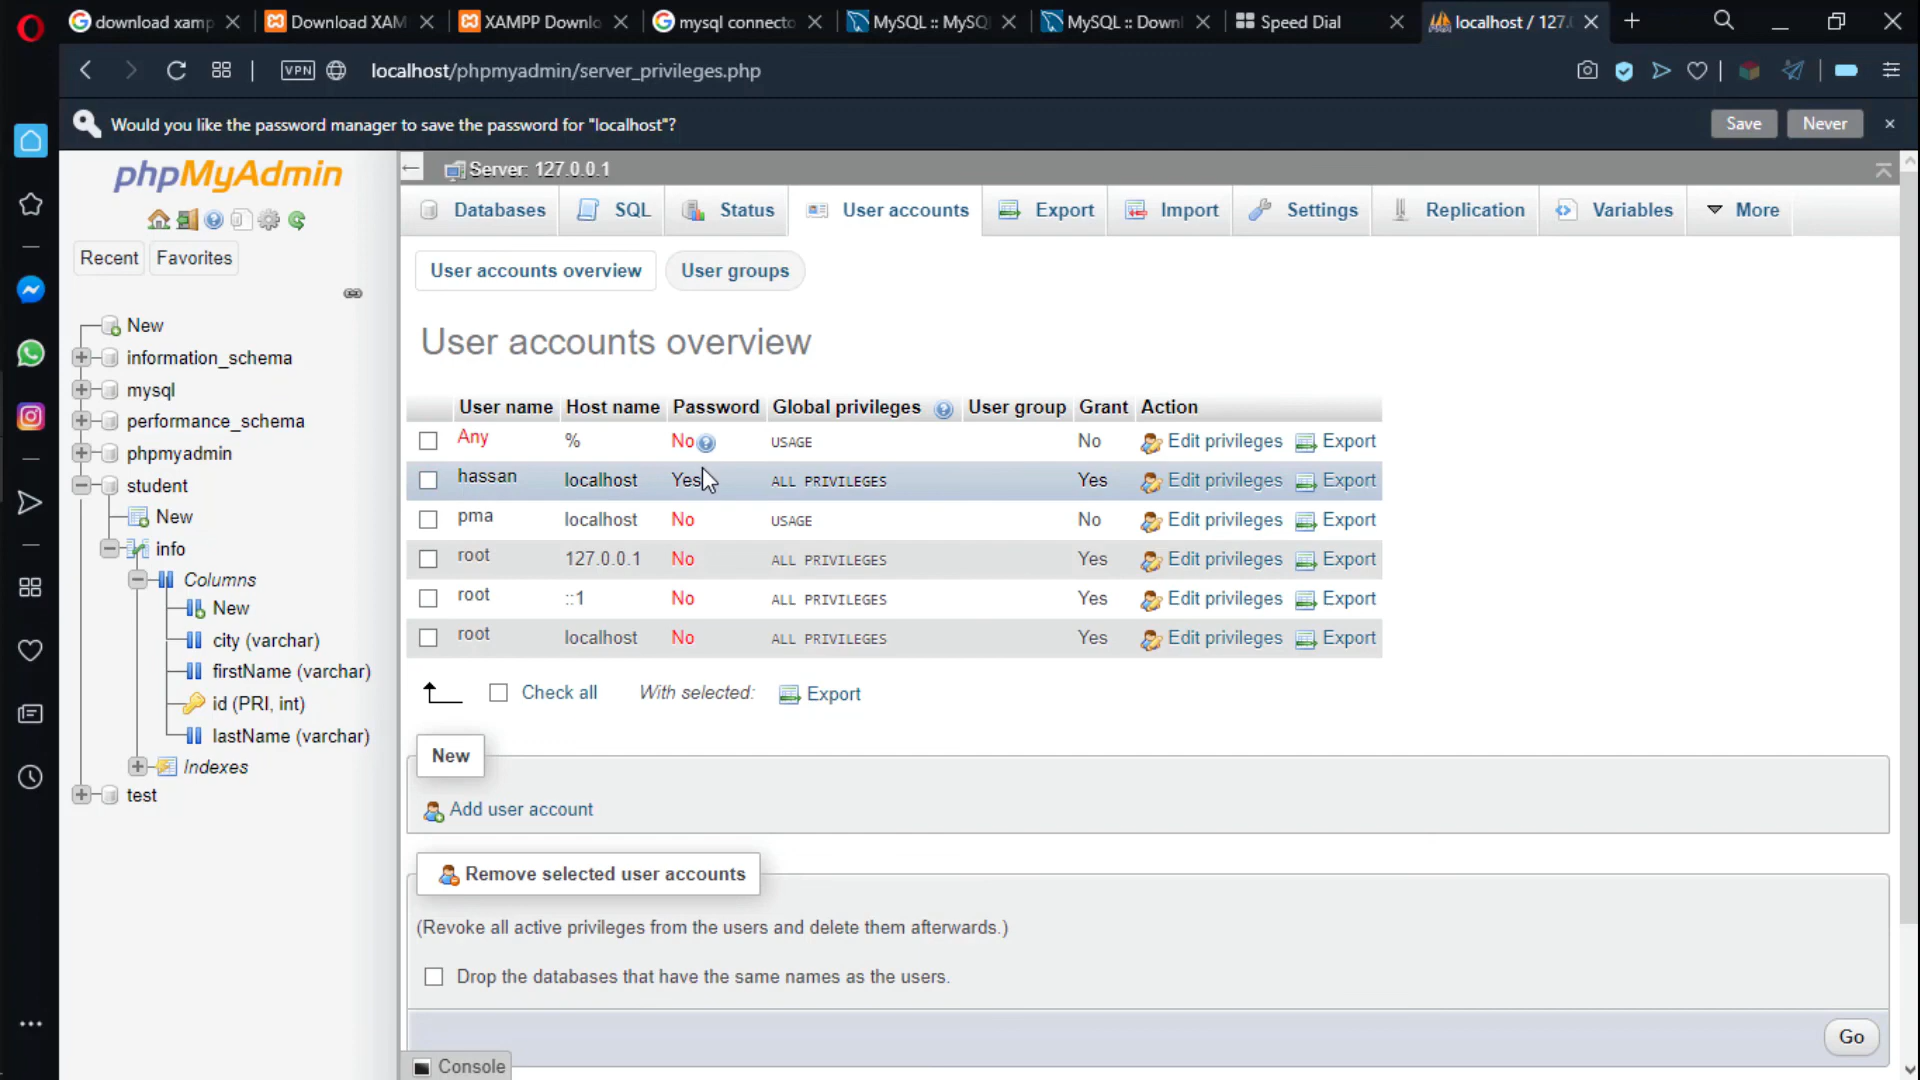 download xamp
Download XAM
XAMPP Downlo
mysql connecto
MySQL :: MySQ
MySQL :: Downl
Speed Dial
localhost / 127.
VPN
localhost/phpmyadmin/server_privileges.php
Would you like the password manager to save the password for "localhost"?
Save
Never
phpMyAdmin
Recent
Favorites
New
information_schema
mysql
performance_schema
phpmyadmin
student
New
info
Columns
New
city (varchar)
firstName (varchar)
id (PRI, int)
lastName (varchar)
Indexes
test
Server: 127.0.0.1
Databases
SQL
Status
User accounts
Export
Import
Settings
Replication
Variables
More
User accounts overview
User groups
User accounts overview
User name Host name Password Global privileges User group Grant Action
Any % No USAGE No Edit privileges Export
hassan localhost Yes ALL PRIVILEGES Yes Edit privileges Export
pma localhost No USAGE No Edit privileges Export
root 127.0.0.1 No ALL PRIVILEGES Yes Edit privileges Export
root ::1 No ALL PRIVILEGES Yes Edit privileges Export
root localhost No ALL PRIVILEGES Yes Edit privileges Export
Check all With selected: Export
New
Add user account
Remove selected user accounts
(Revoke all active privileges from the users and delete them afterwards.)
Drop the databases that have the same names as the users.
Go
Console